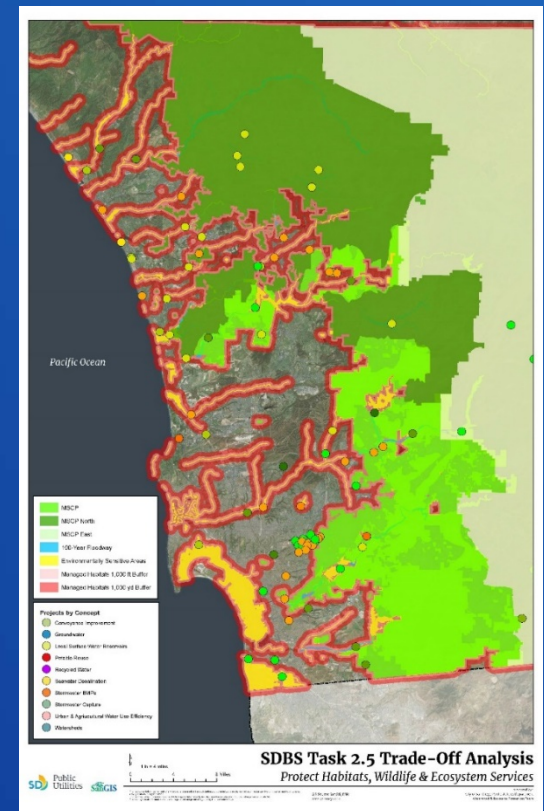 Pacific Ocean
MSCP
MSCP North
MSCP East
100-Year Floodway
Environmentally Sensitive Areas
Managed Habitats 1,000 ft Buffer
Managed Habitats 1,000 yd Buffer
Projects by Concept
Conveyance Improvement
Groundwater
Local Surface Water Reservoirs
Potable Reuse
Recycled Water
Seawater Desalination
Stormwater BMPs
Stormwater Capture
Urban & Agricultural Water Use Efficiency
Watersheds
SDBS Task 2.5 Trade-Off Analysis
Protect Habitats, Wildlife & Ecosystem Services
SD Public
Utilities
SanGIS